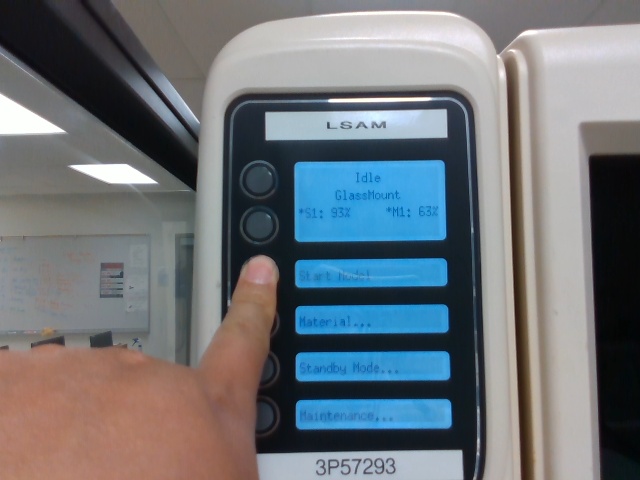 LSAM
Idle
GlassMount
*S1: 93% *M1: 63%
Start Model
Material...
Standby Mode...
Maintenance...
3P57293